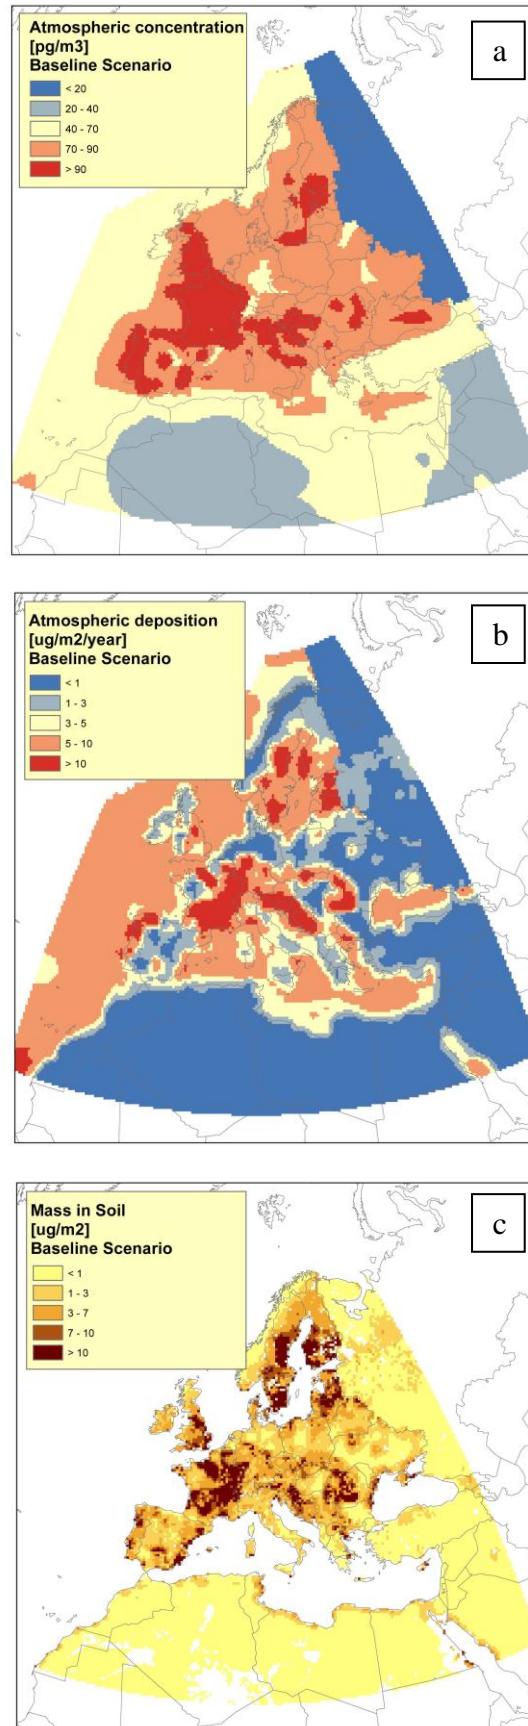 Atmospheric concentration
[pg/m3]
Baseline Scenario
< 20
20 - 40
40 - 70
70 - 90
> 90
a
Atmospheric deposition
[ug/m2/year]
Baseline Scenario
< 1
1 - 3
3 - 5
5 - 10
> 10
b
Mass in Soil
[ug/m2]
Baseline Scenario
< 1
1 - 3
3 - 7
7 - 10
> 10
c